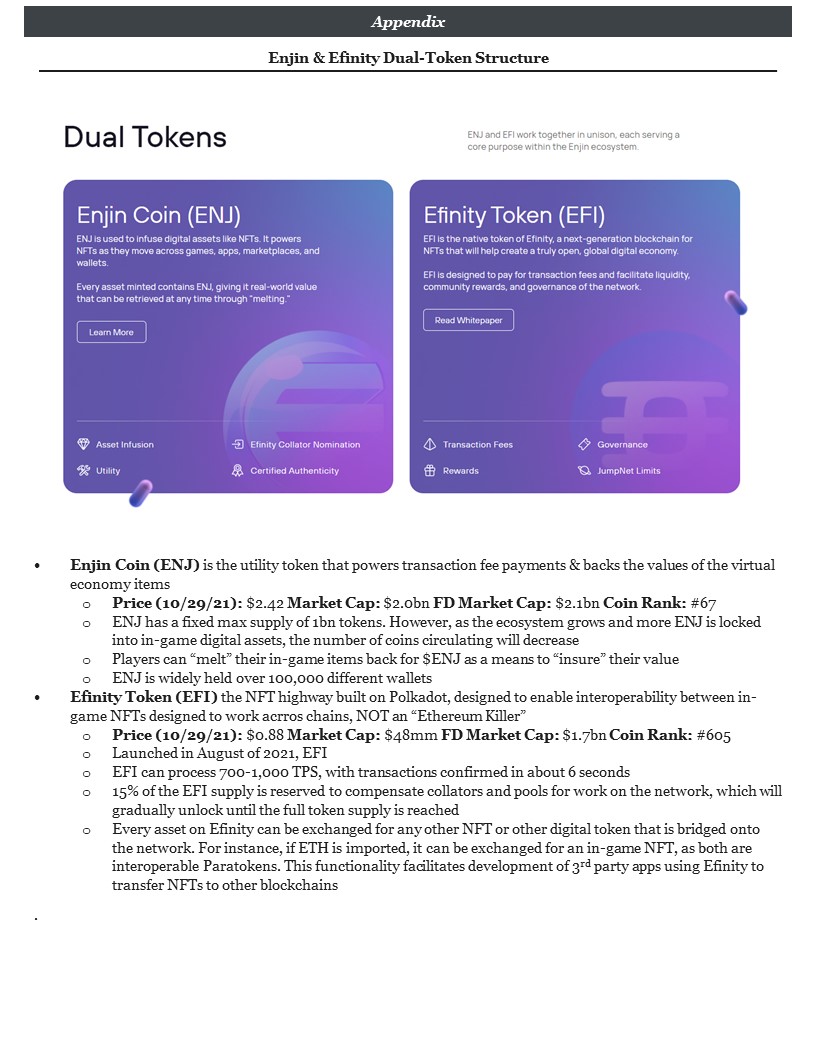 Appendix
Enjin & Efinity Dual-Token Structure
Dual Tokens
ENJ and EFI work together in unison, each serving a
core purpose within the Enjin ecosystem.
Enjin Coin (ENJ)
ENJ is used to infuse digital assets like NFTs. It powers
NFTs as they move across games, apps, marketplaces, and
wallets.
Every asset minted contains ENJ, giving it real-world value
that can be retrieved at any time through "melting."
Learn More
Asset Infusion
Efinity Collator Nomination
Utility
Certified Authenticity
Efinity Token (EFI)
EFI is the native token of Efinity, a next-generation blockchain for
NFTs that will help create a truly open, global digital economy.
EFI is designed to pay for transaction fees and facilitate liquidity,
community rewards, and governance of the network.
Read Whitepaper
Transaction Fees
Governance
Rewards
JumpNet Limits
• Enjin Coin (ENJ) is the utility token that powers transaction fee payments & backs the values of the virtual
economy items
o Price (10/29/21): $2.42 Market Cap: $2.0bn FD Market Cap: $2.1bn Coin Rank: #67
o ENJ has a fixed max supply of 1bn tokens. However, as the ecosystem grows and more ENJ is locked
into in-game digital assets, the number of coins circulating will decrease
o Players can “melt” their in-game items back for $ENJ as a means to “insure” their value
o ENJ is widely held over 100,000 different wallets
• Efinity Token (EFI) the NFT highway built on Polkadot, designed to enable interoperability between in-
game NFTs designed to work acrros chains, NOT an “Ethereum Killer”
o Price (10/29/21): $0.88 Market Cap: $48mm FD Market Cap: $1.7bn Coin Rank: #605
o Launched in August of 2021, EFI
o EFI can process 700-1,000 TPS, with transactions confirmed in about 6 seconds
o 15% of the EFI supply is reserved to compensate collators and pools for work on the network, which will
gradually unlock until the full token supply is reached
o Every asset on Efinity can be exchanged for any other NFT or other digital token that is bridged onto
the network. For instance, if ETH is imported, it can be exchanged for an in-game NFT, as both are
interoperable Paratokens. This functionality facilitates development of 3rd party apps using Efinity to
transfer NFTs to other blockchains
.